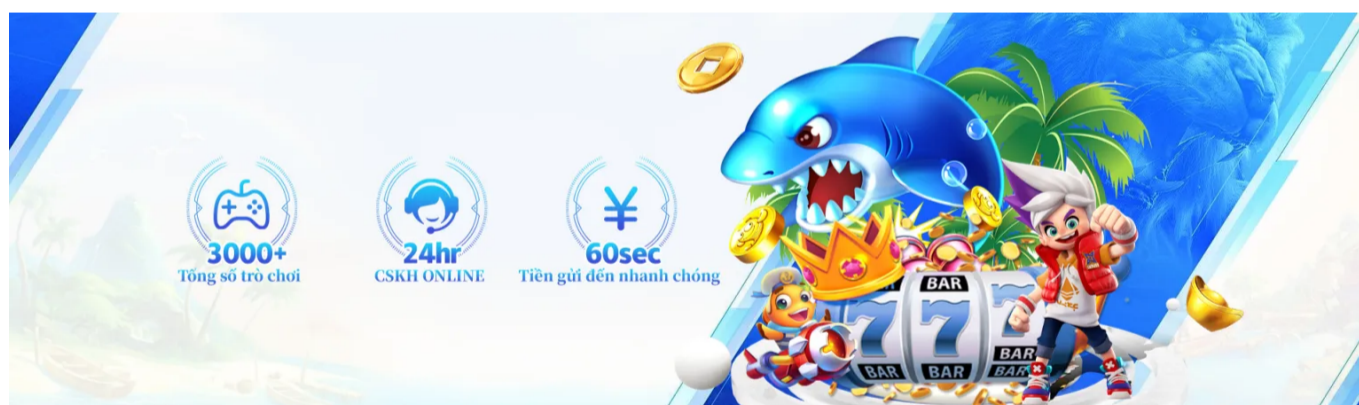 3000+
Tổng số trò chơi
24hr
CSKH ONLINE
¥
60sec
Tiền gửi đến nhanh chóng
BAR
777
BAR
BAR
BAR
BAR